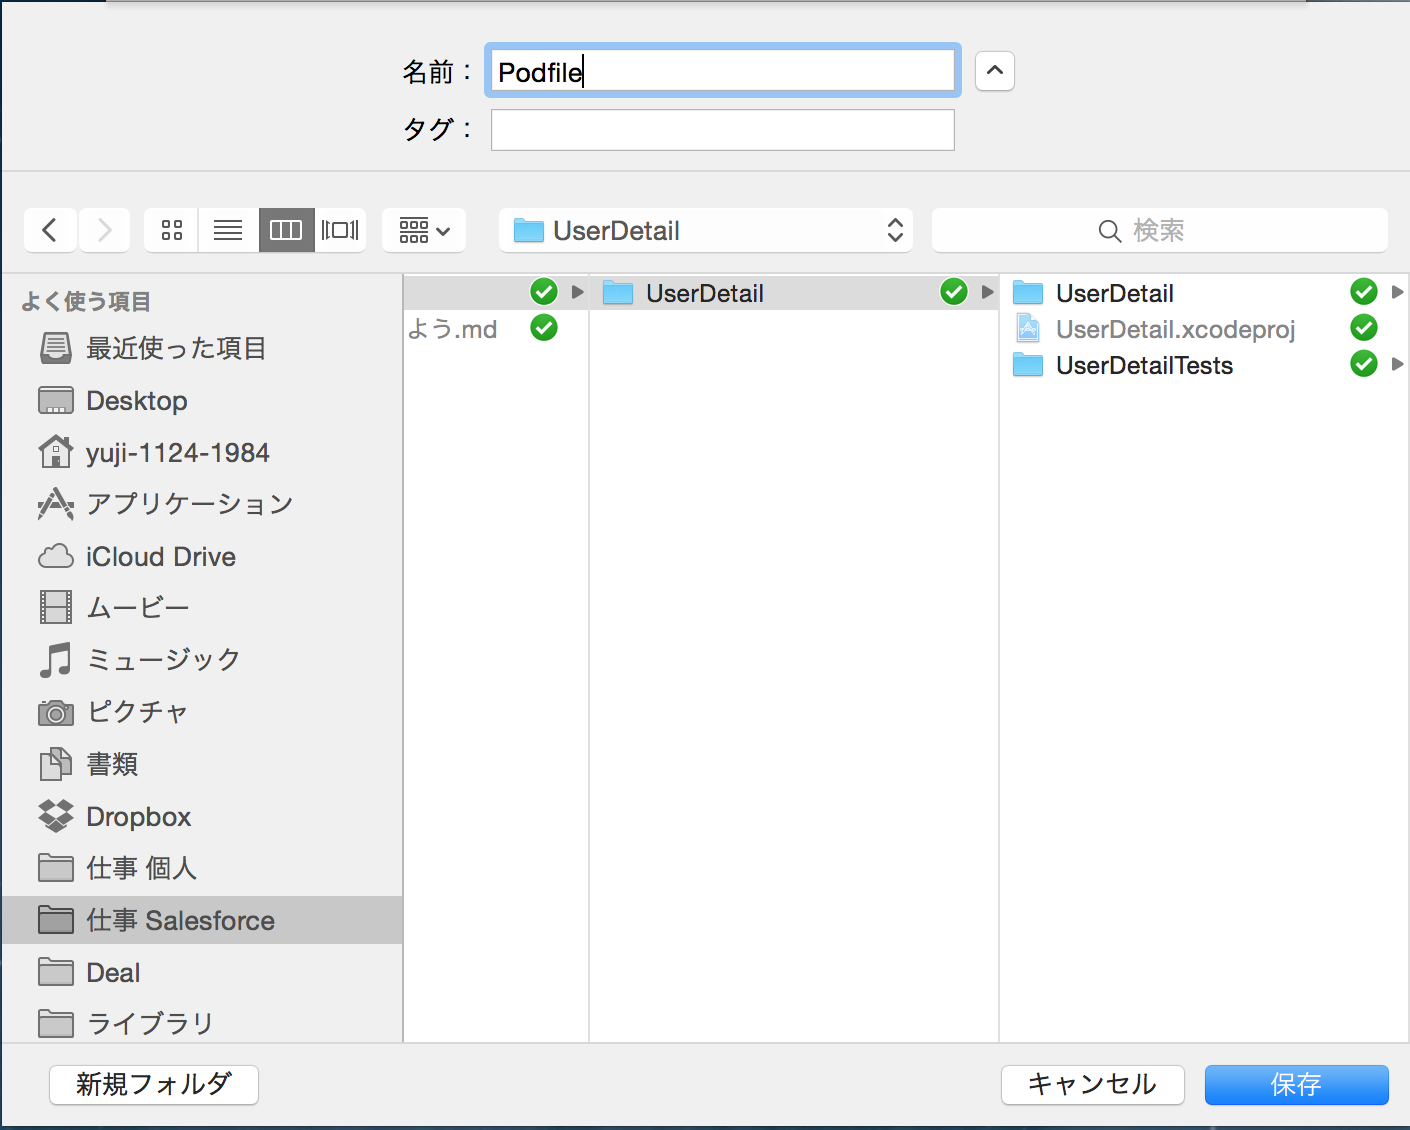 名前： Podfile
タグ：
UserDetail
検索
よく使う項目
最近使った項目
Desktop
yuji-1124-1984
アプリケーション
iCloud Drive
ムービー
ミュージック
ピクチャ
書類
Dropbox
仕事 個人
仕事 Salesforce
Deal
ライブラリ
よう.md
UserDetail
UserDetail
UserDetail.xcodeproj
UserDetailTests
新規フォルダ
キャンセル
保存